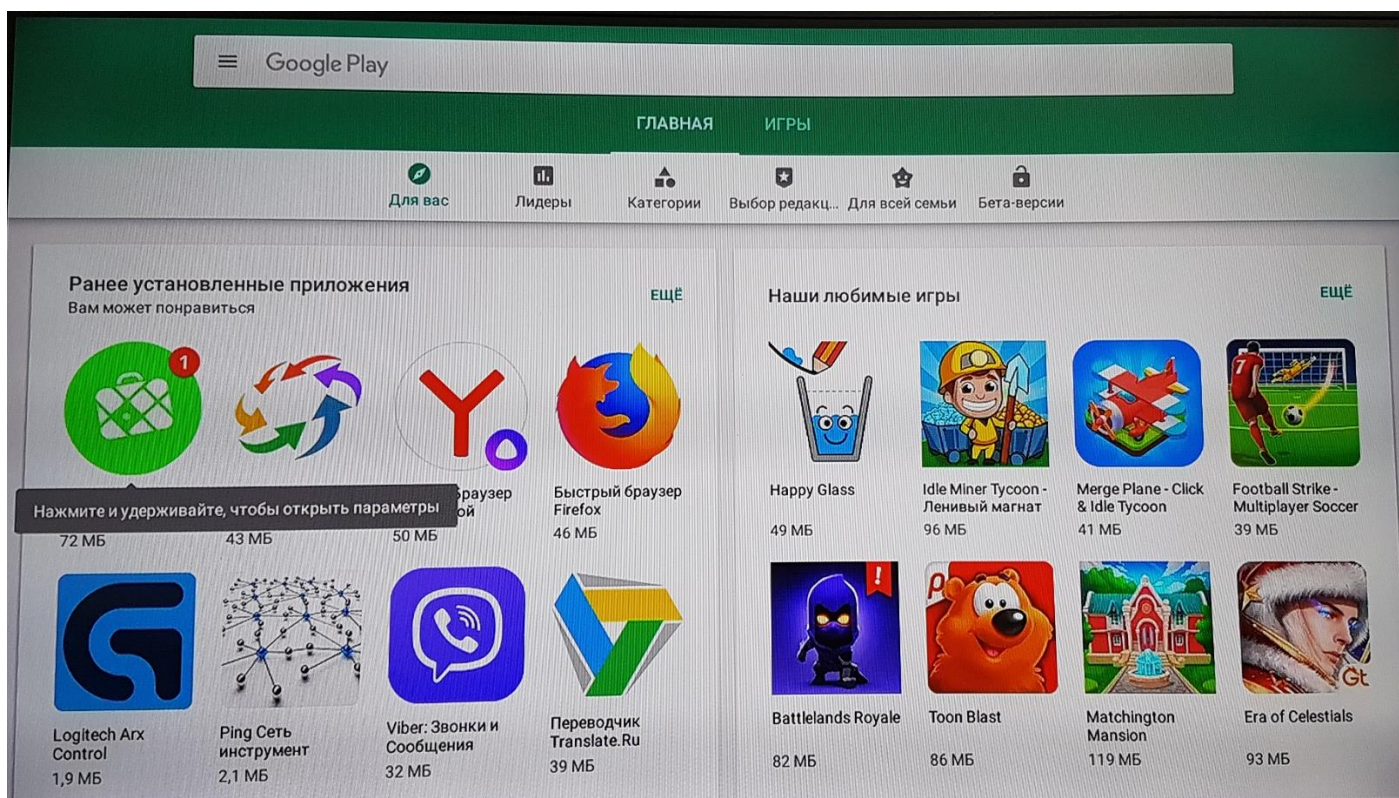 Google Play
ГЛАВНАЯ ИГРЫ
Для вас Лидеры Категории Выбор редакц... Для всей семьи Бета-версии
Ранее установленные приложения
Вам может понравиться
ЕЩЁ
1
Нажмите и удерживайте, чтобы открыть параметры
72 МБ
43 МБ
50 МБ
Быстрый браузер
Firefox
46 МБ
Logitech Arx
Control
1,9 МБ
Ping Сеть
инструмент
2,1 МБ
Viber: Звонки и
Сообщения
32 МБ
Переводчик
Translate.Ru
39 МБ
Наши любимые игры
ЕЩЁ
Happy Glass
49 МБ
Idle Miner Tycoon -
Ленивый магнат
96 МБ
Merge Plane - Click
& Idle Tycoon
41 МБ
7
Football Strike -
Multiplayer Soccer
39 МБ
Battlelands Royale
82 МБ
Toon Blast
86 МБ
Matchington
Mansion
119 МБ
Gt
Era of Celestials
93 МБ